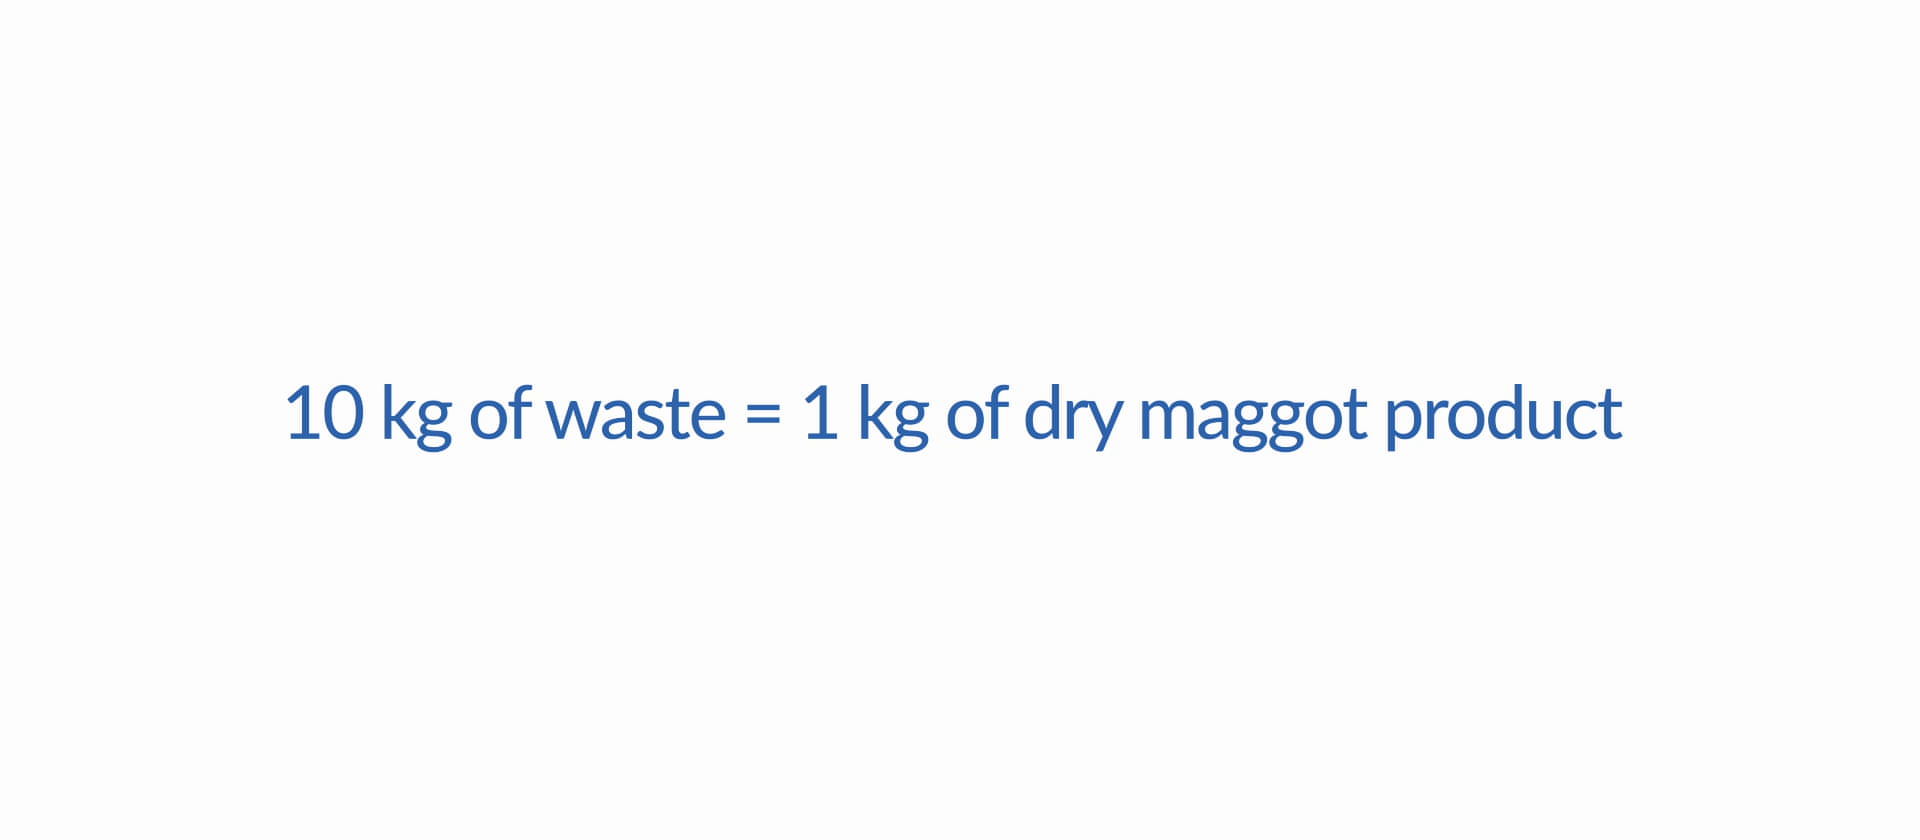 10 kg of waste = 1 kg of dry maggot product